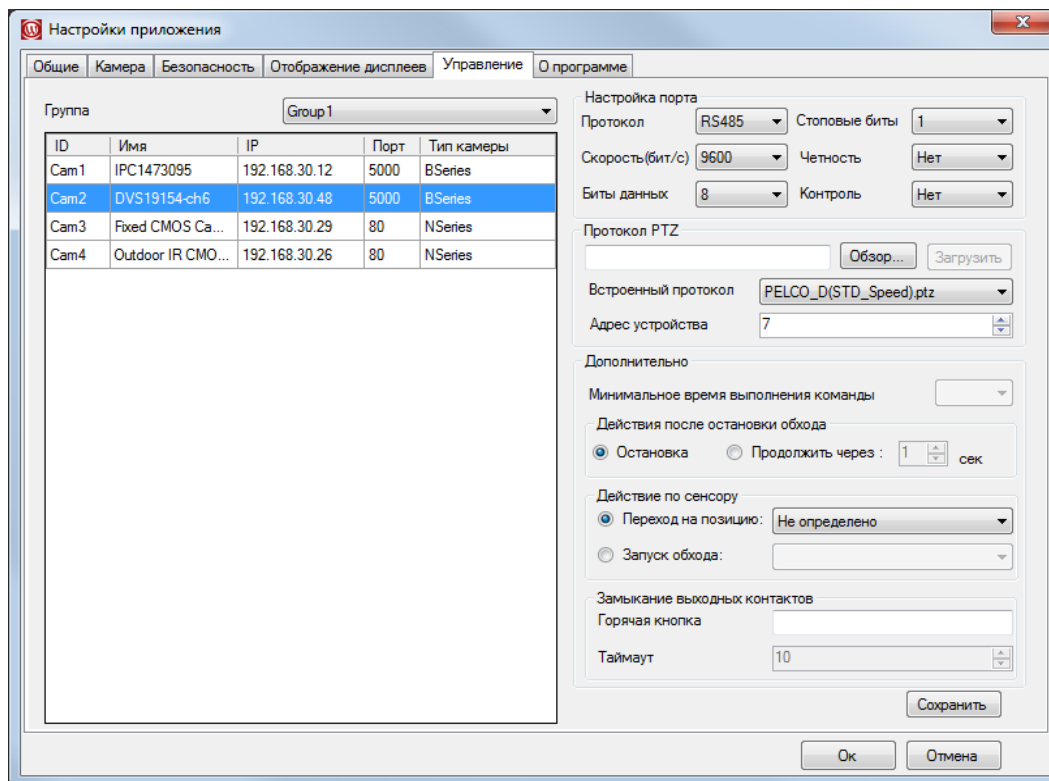 Настройки приложения
Общие Камера Безопасность Отображение дисплеев Управление О программе
Группа Group1
ID Имя IP Порт Тип камеры
Cam1 IPC1473095 192.168.30.12 5000 BSeries
Cam2 DVS19154-ch6 192.168.30.48 5000 BSeries
Cam3 Fixed CMOS Ca... 192.168.30.29 80 NSeries
Cam4 Outdoor IR CMO... 192.168.30.26 80 NSeries
Настройка порта
Протокол RS485 Стоповые биты 1
Скорость(бит/с) 9600 Четность Нет
Биты данных 8 Контроль Нет
Протокол PTZ
Обзор... Загрузить
Встроенный протокол PELCO_D(STD_Speed).ptz
Адрес устройства 7
Дополнительно
Минимальное время выполнения команды
Действия после остановки обхода
Остановка Продолжить через : 1 сек
Действие по сенсору
Переход на позицию: Не определено
Запуск обхода:
Замыкание выходных контактов
Горячая кнопка
Таймаут 10
Сохранить
Ок Отмена